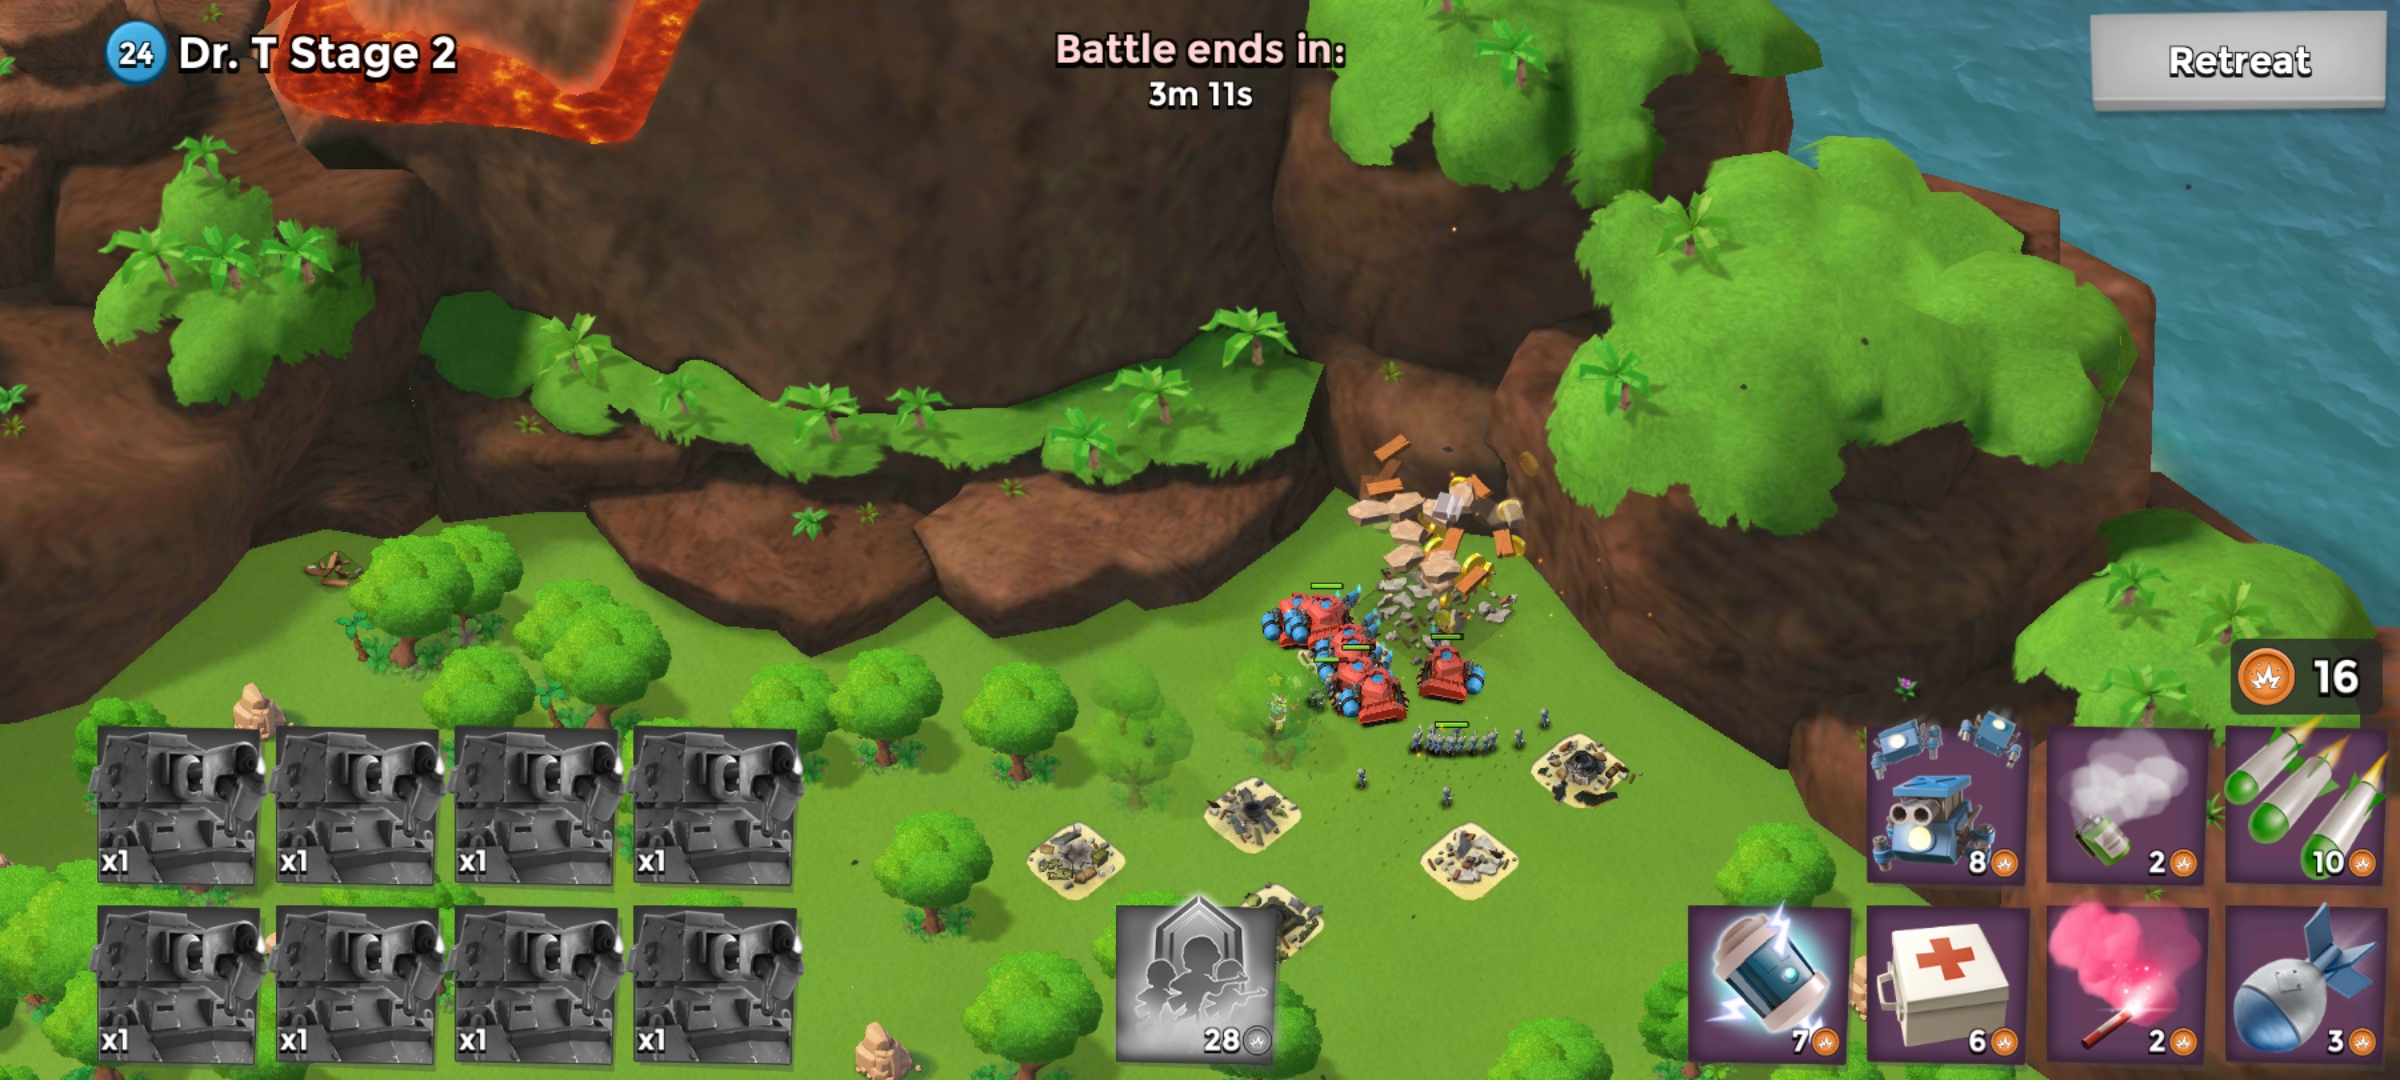 24 Dr. T Stage 2
Battle ends in:
3m 11s
Retreat
16
x1 x1 x1 x1
8 2 10
x1 x1 x1 x1
28
7 6 2 3